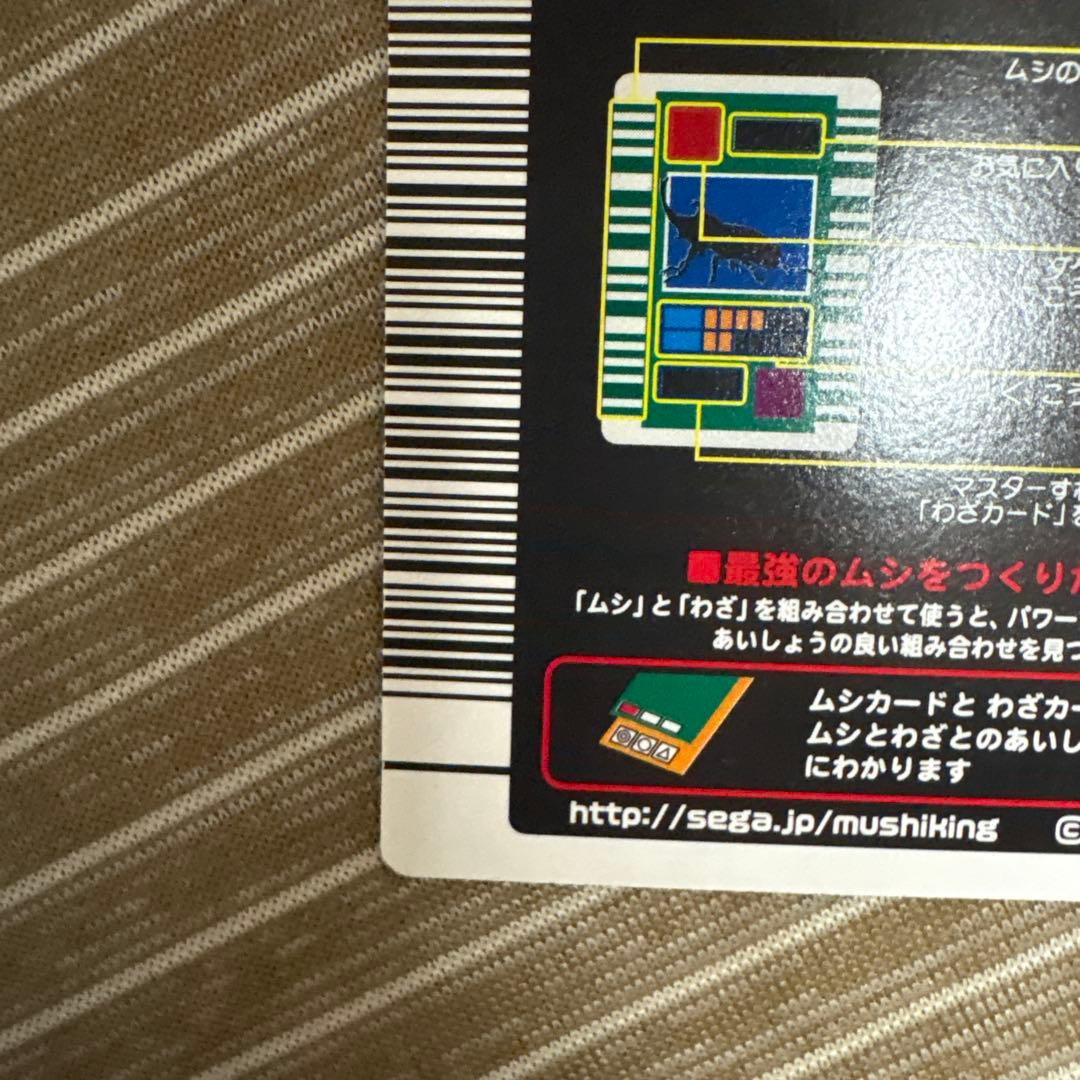 ムシの
お気に入り
マスターする
「わざカード」を
■最強のムシをつくりだ
「ムシ」と「わざ」を組み合わせて使うと、パワー
あいしょうの良い組み合わせを見つ
ムシカードと わざカー
ムシとわざとのあいし
にわかります
http://sega.jp/mushiking ©